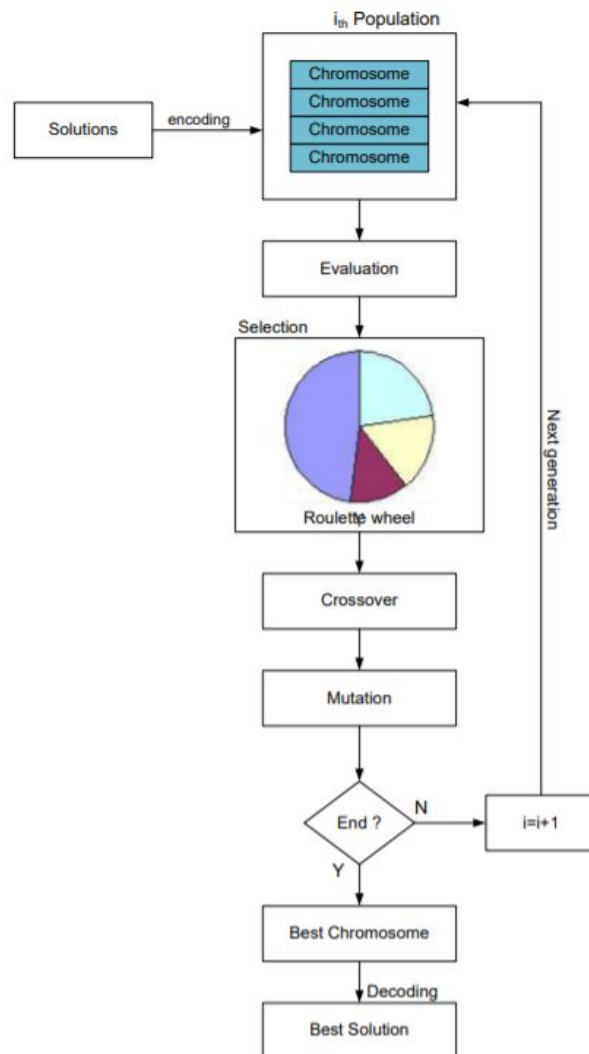 i_th Population
Chromosome
Chromosome
Chromosome
Chromosome
Solutions
encoding
Evaluation
Selection
Roulette wheel
Y
Next generation
Crossover
Mutation
End ?
N
i=i+1
Y
Best Chromosome
Decoding
Best Solution